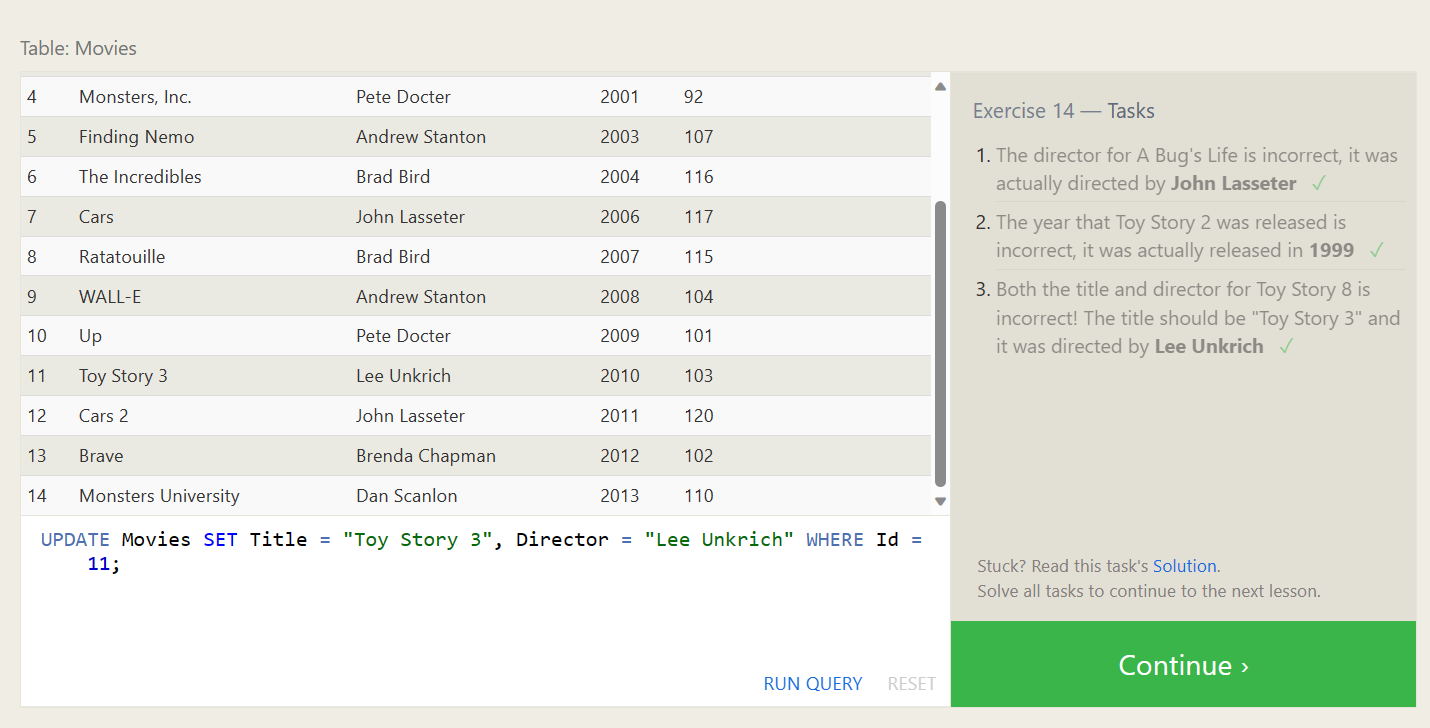 Table: Movies
4 Monsters, Inc. Pete Docter 2001 92
5 Finding Nemo Andrew Stanton 2003 107
6 The Incredibles Brad Bird 2004 116
7 Cars John Lasseter 2006 117
8 Ratatouille Brad Bird 2007 115
9 WALL-E Andrew Stanton 2008 104
10 Up Pete Docter 2009 101
11 Toy Story 3 Lee Unkrich 2010 103
12 Cars 2 John Lasseter 2011 120
13 Brave Brenda Chapman 2012 102
14 Monsters University Dan Scanlon 2013 110
UPDATE Movies SET Title = "Toy Story 3", Director = "Lee Unkrich" WHERE Id =
11;
RUN QUERY RESET
Exercise 14 — Tasks
1. The director for A Bug's Life is incorrect, it was
actually directed by John Lasseter ✓
2. The year that Toy Story 2 was released is
incorrect, it was actually released in 1999 ✓
3. Both the title and director for Toy Story 8 is
incorrect! The title should be "Toy Story 3" and
it was directed by Lee Unkrich ✓
Stuck? Read this task's Solution.
Solve all tasks to continue to the next lesson.
Continue ›